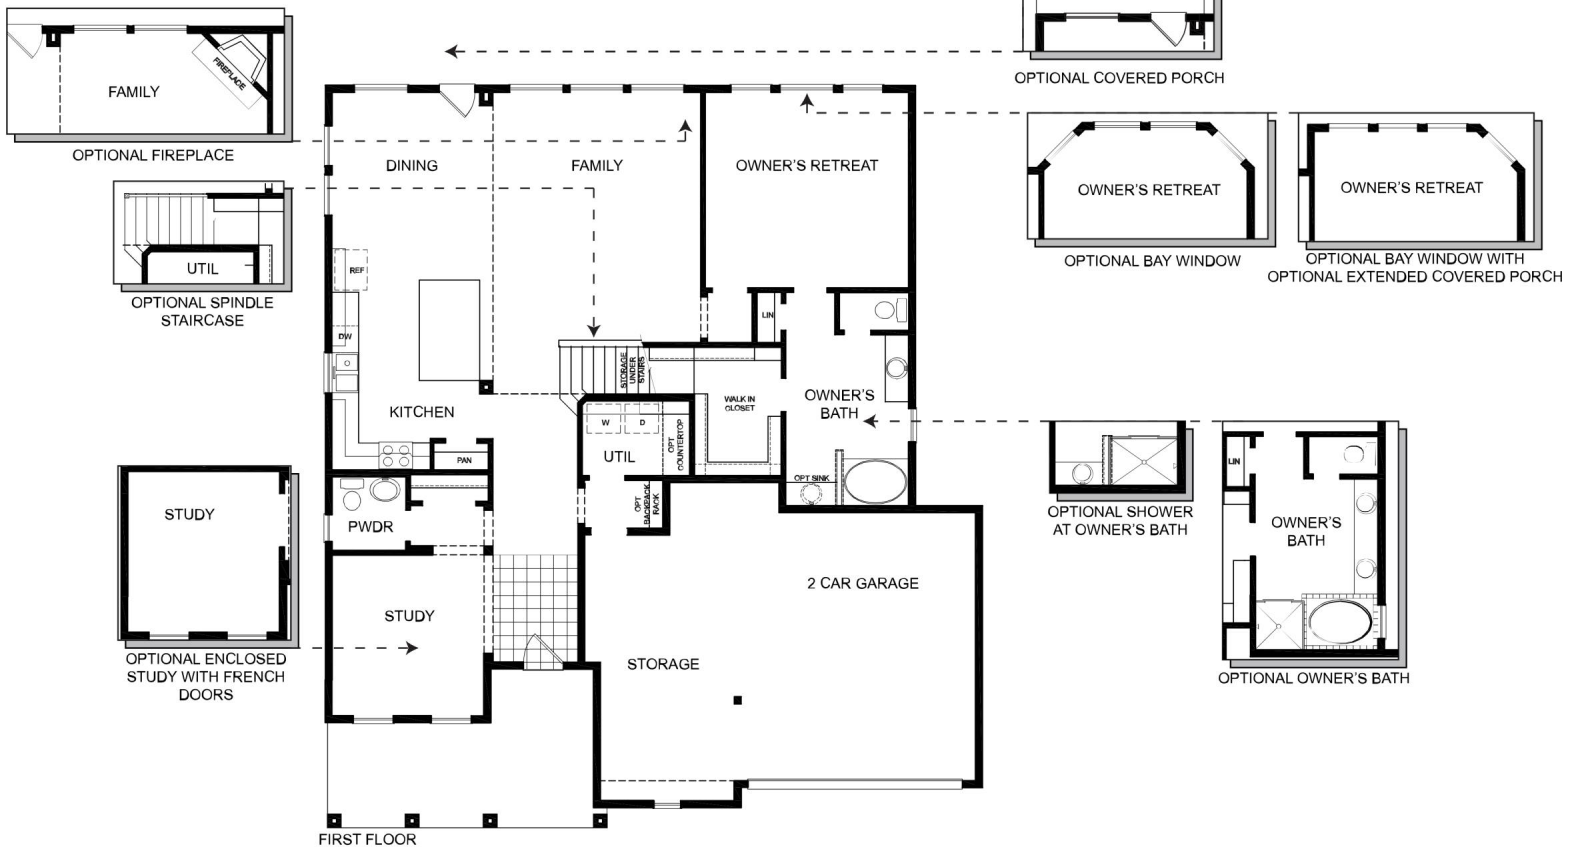 FAMILY
FIREPLACE
OPTIONAL FIREPLACE
UTIL
OPTIONAL SPINDLE
STAIRCASE
OPTIONAL COVERED PORCH
OWNER'S RETREAT
OPTIONAL BAY WINDOW
OWNER'S RETREAT
OPTIONAL BAY WINDOW WITH
OPTIONAL EXTENDED COVERED PORCH
DINING
FAMILY
OWNER'S RETREAT
REF
DW
LIN
STORAGE
UNDER
STAIRS
WALK IN
CLOSET
OWNER'S
BATH
KITCHEN
W
D
UTIL
OPT
COUNTERTOP
PAN
OPT SINK
OPT
BACKPACK
RACK
PWDR
STUDY
2 CAR GARAGE
STORAGE
STUDY
OPTIONAL ENCLOSED
STUDY WITH FRENCH
DOORS
OPTIONAL SHOWER
AT OWNER'S BATH
LIN
OWNER'S
BATH
OPTIONAL OWNER'S BATH
FIRST FLOOR